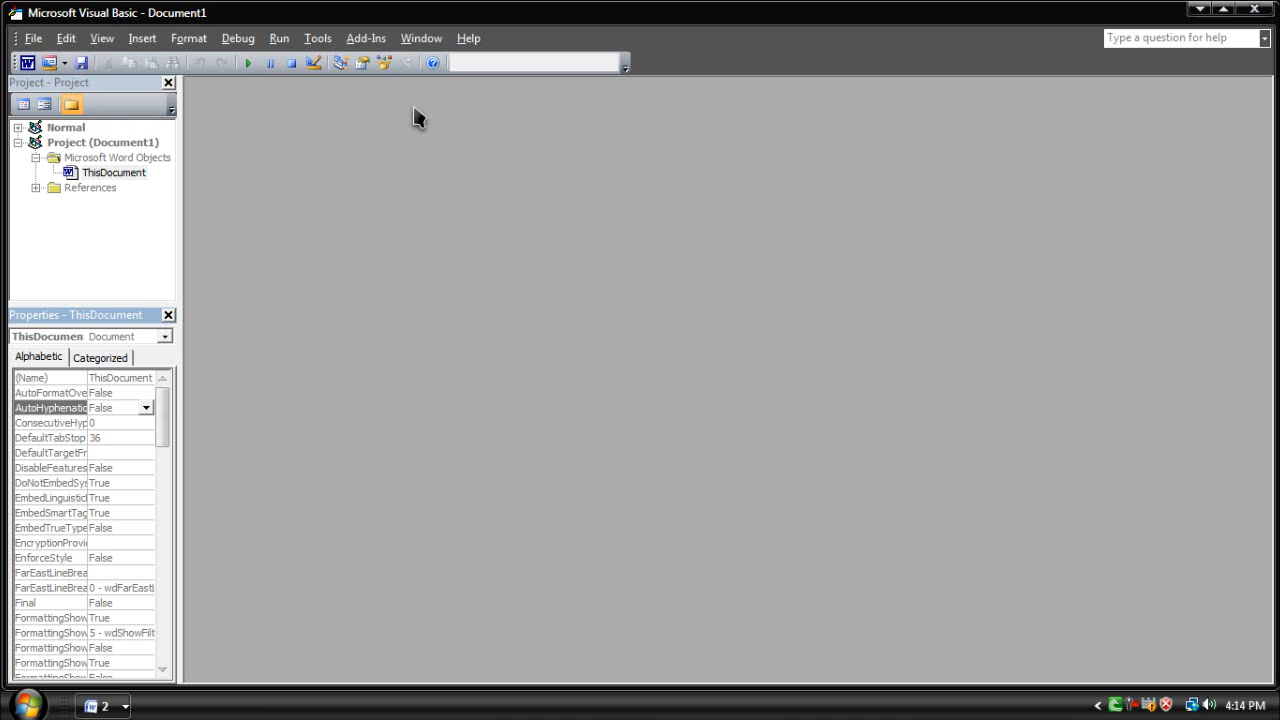 Microsoft Visual Basic - Document1
File Edit View Insert Format Debug Run Tools Add-Ins Window Help
Type a question for help
Project - Project
Normal
Project (Document1)
Microsoft Word Objects
ThisDocument
References
Properties - ThisDocument
ThisDocumen Document
Alphabetic Categorized
(Name) ThisDocument
AutoFormatOve False
AutoHyphenatic False
ConsecutiveHyp 0
DefaultTabStop 36
DefaultTargetFr
DisableFeatures False
DoNotEmbedSys True
EmbedLinguistic True
EmbedSmartTag True
EmbedTrueType False
EncryptionProvi
EnforceStyle False
FarEastLineBrea
FarEastLineBrea 0 - wdFarEastL
Final False
FormattingShow True
FormattingShow 5 - wdShowFilt
FormattingShow False
FormattingShow True
2
4:14 PM